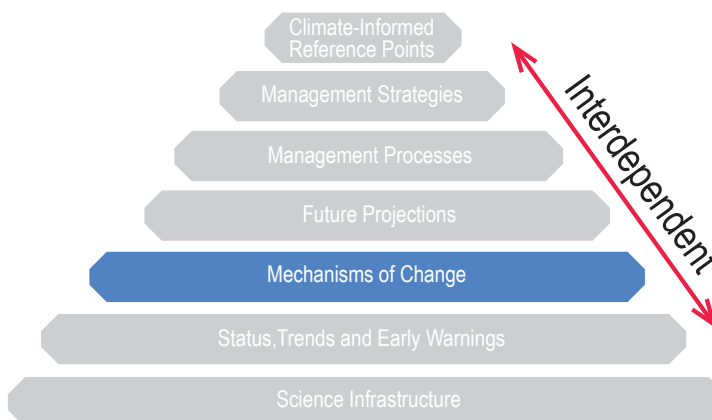 Climate-Informed
Reference Points
Management Strategies
Interdependent
Management Processes
Future Projections
Mechanisms of Change
Status,Trends and Early Warnings
Science Infrastructure